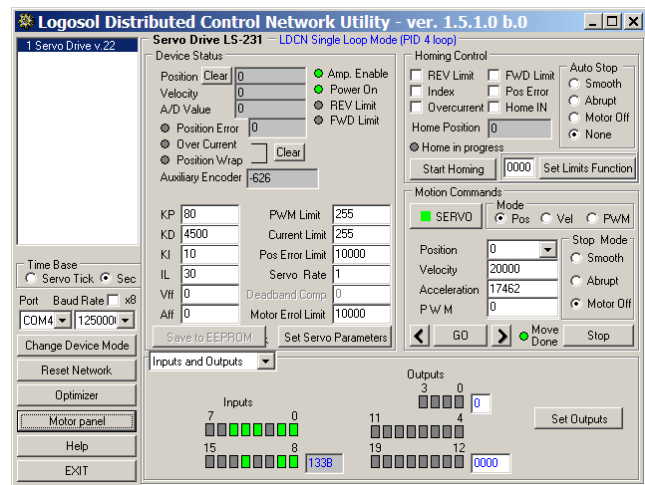 Logosol Distributed Control Network Utility - ver. 1.5.1.0 b.0
1 Servo Drive v.22
Servo Drive LS-231 — LDCN Single Loop Mode (PID 4 loop)
Device Status
Position Clear 0
Velocity 0
A/D Value 0
Position Error 0
Over Current
Position Wrap
Clear
Auxiliary Encoder -626
Amp. Enable
Power On
REV Limit
FWD Limit
KP 80 PWM Limit 255
KD 4500 Current Limit 255
KI 10 Pos Error Limit 10000
IL 30 Servo Rate 1
Vff 0 Deadband Comp 0
Aff 0 Motor Errol Limit 10000
Save to EEPROM Set Servo Parameters
Homing Control
REV Limit FWD Limit
Index Pos Error
Overcurrent Home IN
Home Position 0
Home in progress
Start Homing 0000 Set Limits Function
Auto Stop
Smooth
Abrupt
Motor Off
None
Motion Commands
SERVO
Mode
Pos Vel PWM
Position 0
Velocity 20000
Acceleration 17462
PWM 0
Stop Mode
Smooth
Abrupt
Motor Off
< GO > Move Done Stop
Time Base
Servo Tick Sec
Port Baud Rate x8
COM4
Change Device Mode
Reset Network
Optimizer
Motor panel
Help
EXIT
Inputs and Outputs
Inputs
7 0
15 8
133B
Outputs
3 0
0
11 4
19 12
0000
Set Outputs